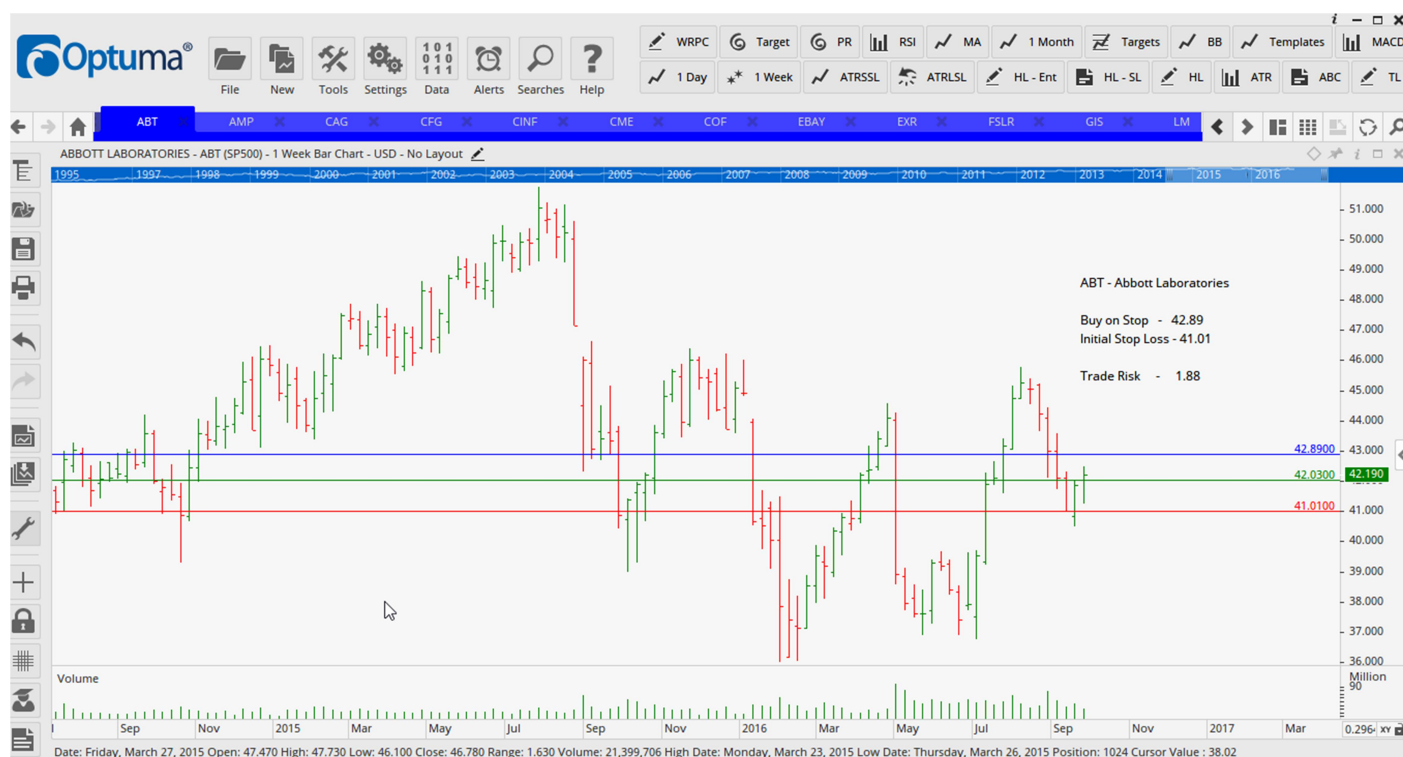 i
Optuma®
File New Tools Settings Data Alerts Searches Help
WRPC Target PR RSI MA 1 Month Targets BB Templates MACD
1 Day 1 Week ATRSSL ATRLSL HL - Ent HL - SL HL ATR ABC TL
101
010
111
ABT AMP CAG CFG CINF CME COF EBAY EXR FSLR GIS LM
ABBOTT LABORATORIES - ABT (SP500) - 1 Week Bar Chart - USD - No Layout
1995 1997 1998 1999 2000 2001 2002 2003 2004 2005 2006 2007 2008 2009 2010 2011 2012 2013 2014 2015 2016
51.000
50.000
49.000
ABT - Abbott Laboratories
48.000
Buy on Stop - 42.89
47.000
Initial Stop Loss - 41.01
46.000
Trade Risk - 1.88
45.000
44.000
42.8900 43.000
42.0300 42.190
41.0100 41.000
40.000
39.000
38.000
37.000
36.000
Volume Million
90
Sep Nov 2015 Mar May Jul Sep Nov 2016 Mar May Jul Sep Nov 2017 Mar 0.296 XY
Date: Friday, March 27, 2015 Open: 47.470 High: 47.730 Low: 46.100 Close: 46.780 Range: 1.630 Volume: 21,399,706 High Date: Monday, March 23, 2015 Low Date: Thursday, March 26, 2015 Position: 1024 Cursor Value : 38.02